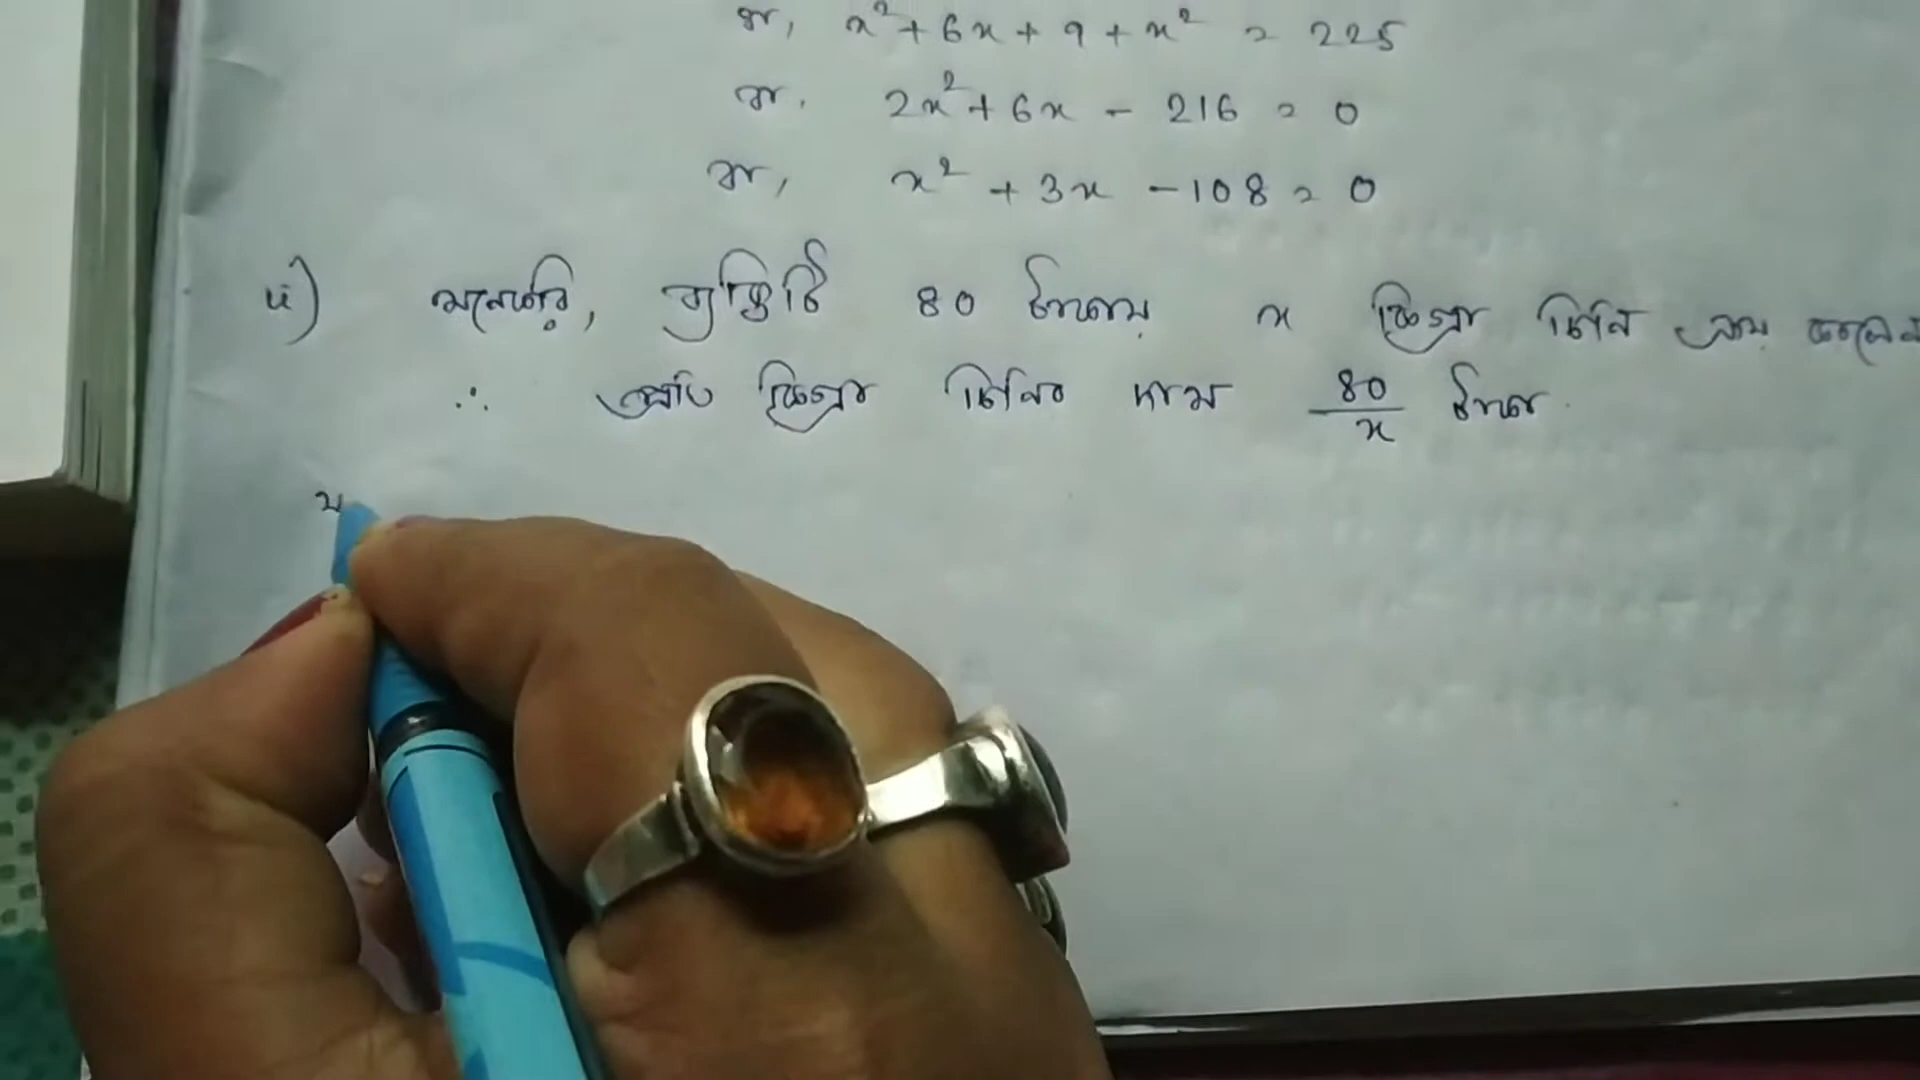 বা, x² + 6x + 9 + x² = 225
বা, 2x² + 6x - 216 = 0
বা, x² + 3x - 108 = 0
ii) মনেকরি, ব্যক্তিটি 80 টাকায় x কিগ্রা চিনি ক্রয় করেন
∴ প্রতি কিগ্রা চিনির দাম 80/x টাকা